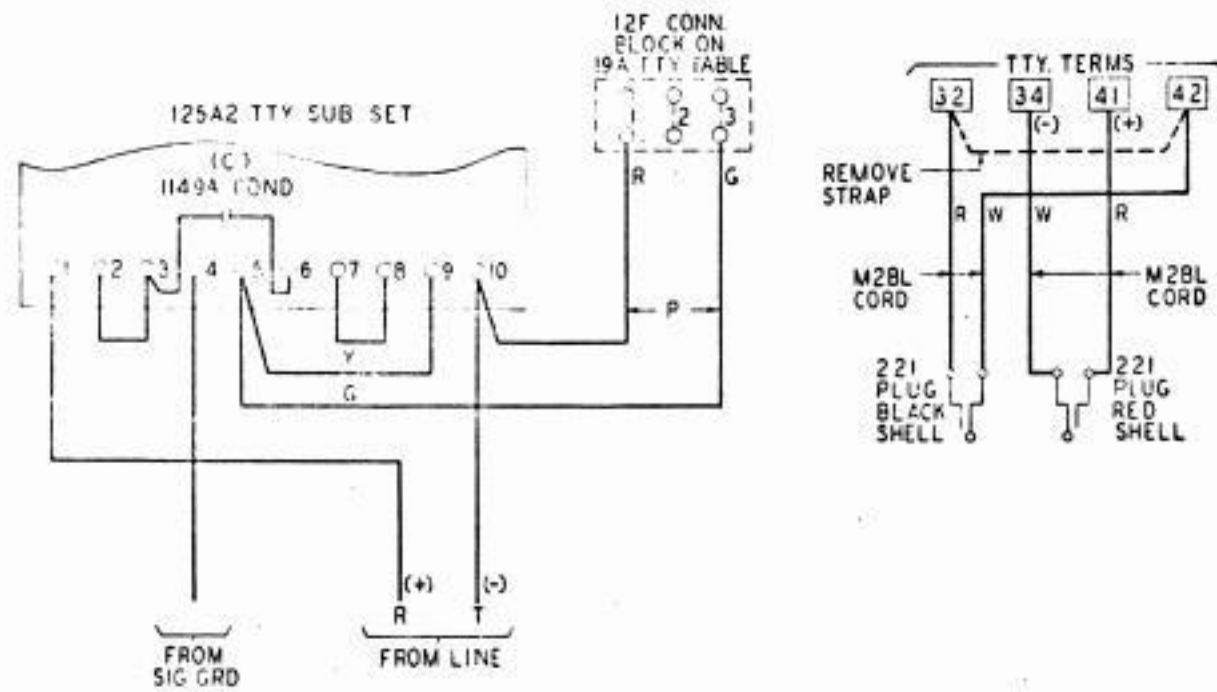 12F CONN.
BLOCK ON
19A TTY TABLE
2 3
R G
P
125A2 TTY SUB SET
(C)
1149A COND
1 2 3 4 5 6 7 8 9 10
Y
G
(+) (-)
R T
FROM
SIG GRD
FROM LINE
TTY. TERMS
32 34 41 42
(-) (+)
REMOVE
STRAP
R W W R
M2BL
CORD
M2BL
CORD
221
PLUG
BLACK
SHELL
221
PLUG
RED
SHELL